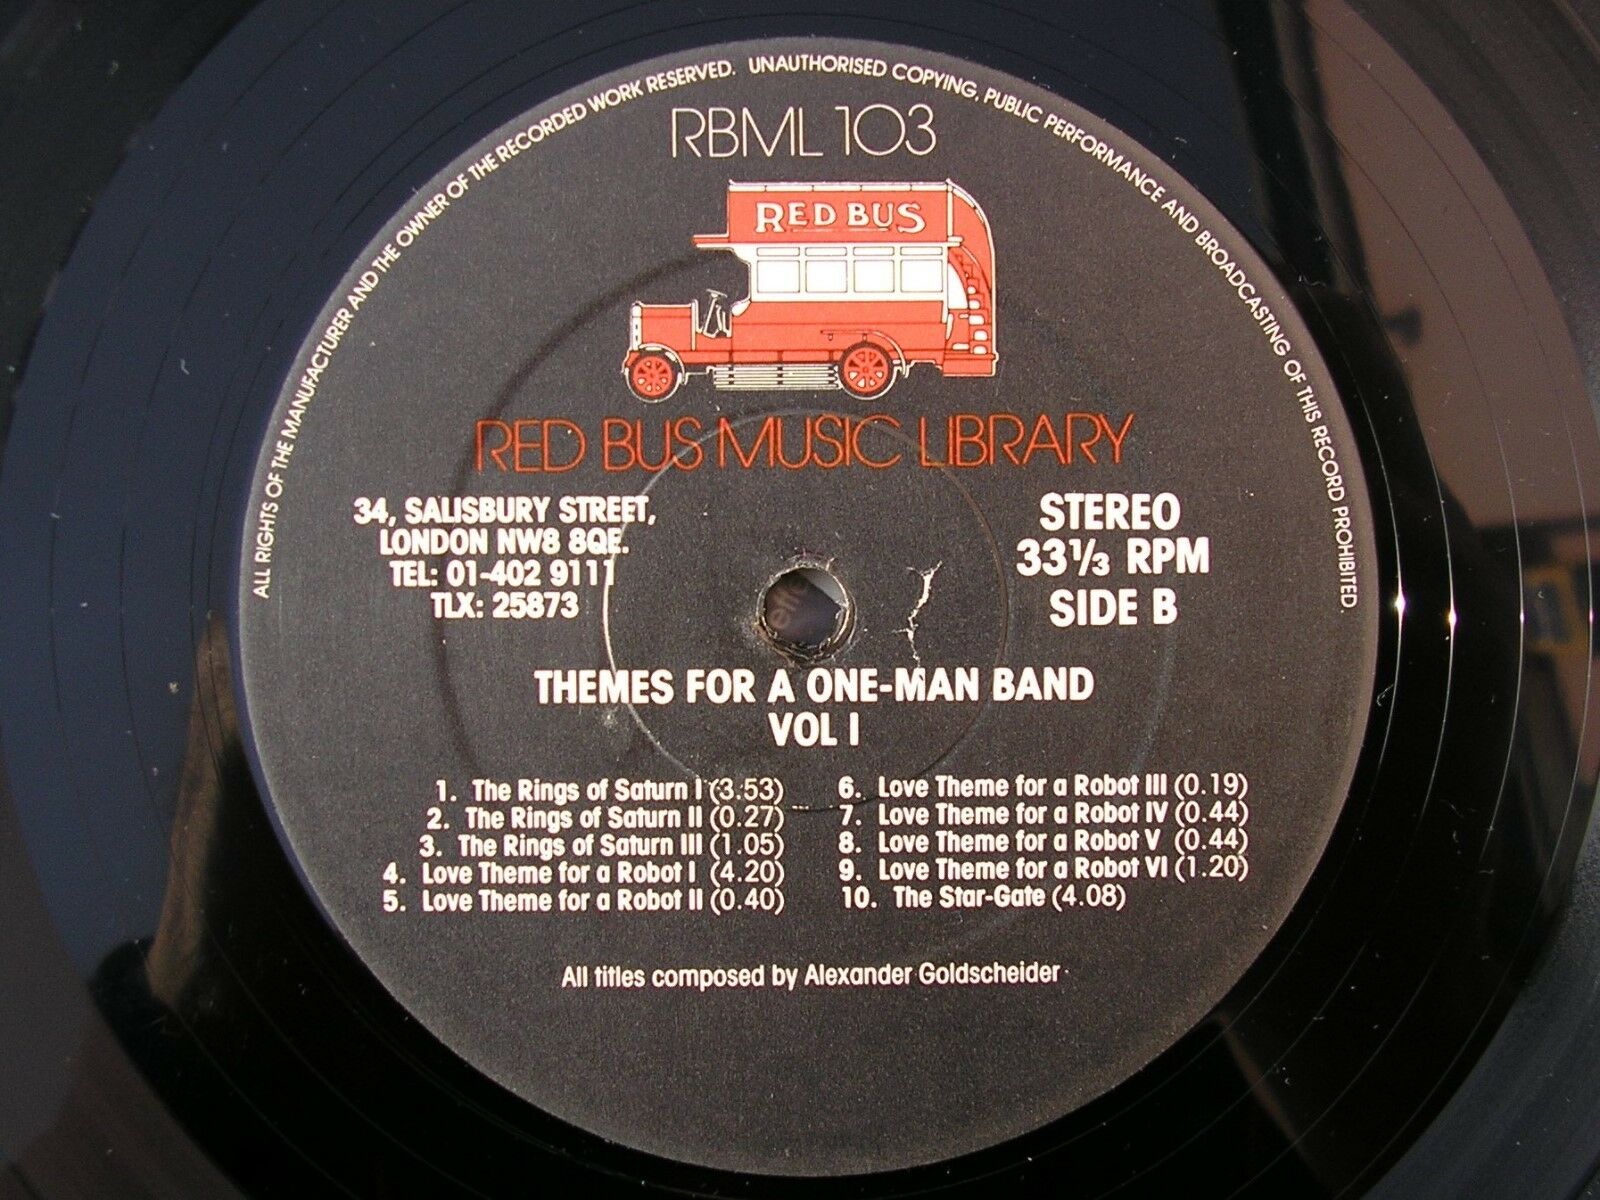 ALL RIGHTS OF THE MANUFACTURER AND THE OWNER OF THE RECORDED WORK RESERVED. UNAUTHORISED COPYING, PUBLIC PERFORMANCE AND BROADCASTING OF THIS RECORD PROHIBITED.
RBML 103
RED BUS
RED BUS MUSIC LIBRARY
34, SALISBURY STREET,
LONDON NW8 8QE.
TEL: 01-402 9111
TLX: 25873
STEREO
33⅓ RPM
SIDE B
THEMES FOR A ONE-MAN BAND
VOL I
1. The Rings of Saturn I (3.53)
2. The Rings of Saturn II (0.27)
3. The Rings of Saturn III (1.05)
4. Love Theme for a Robot I (4.20)
5. Love Theme for a Robot II (0.40)
6. Love Theme for a Robot III (0.19)
7. Love Theme for a Robot IV (0.44)
8. Love Theme for a Robot V (0.44)
9. Love Theme for a Robot VI (1.20)
10. The Star-Gate (4.08)
All titles composed by Alexander Goldscheider